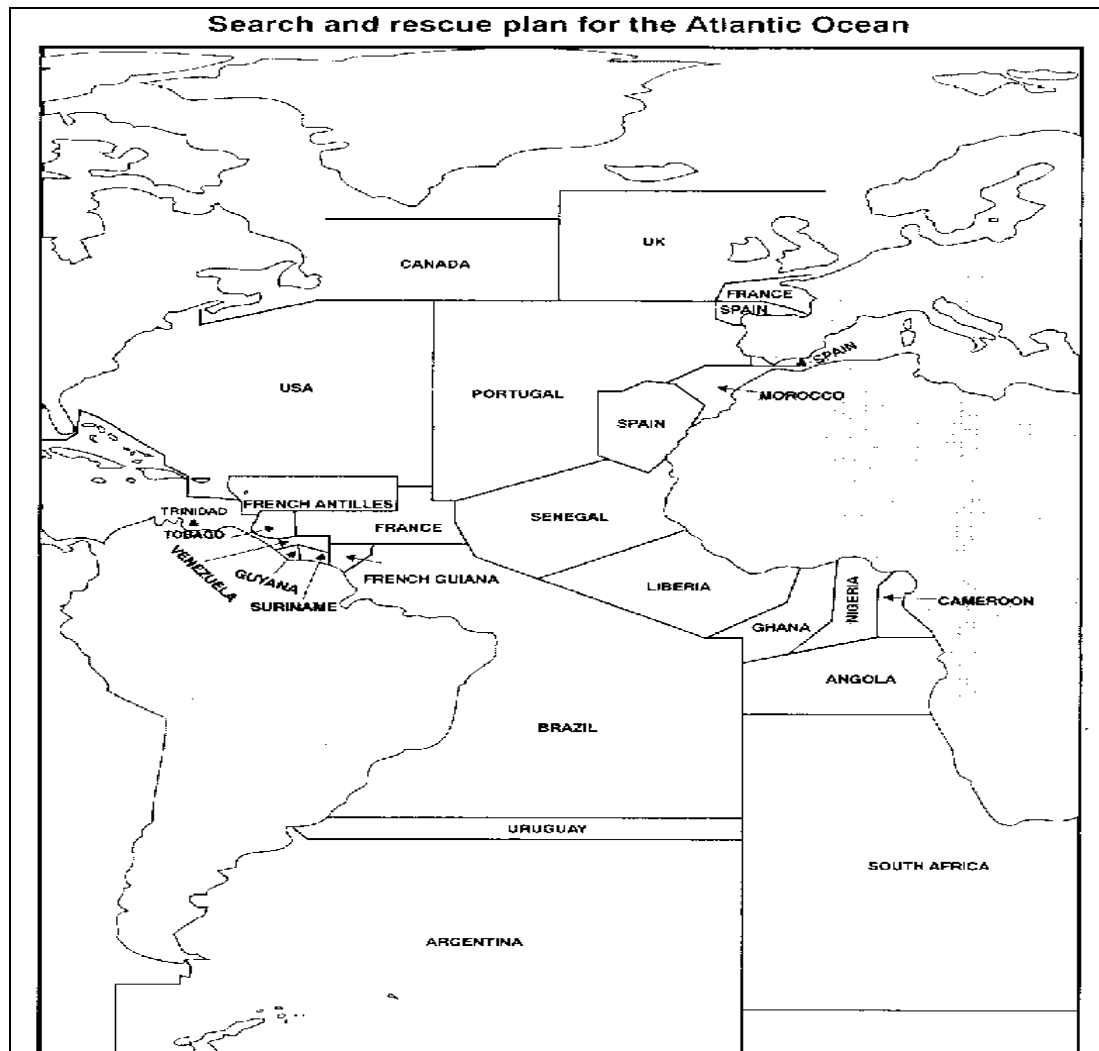 Search and rescue plan for the Atlantic Ocean
UK
CANADA
FRANCE
SPAIN
SPAIN
USA
PORTUGAL
MOROCCO
SPAIN
FRENCH ANTILLES
TRINIDAD
TOBAGO
FRANCE
SENEGAL
VENEZUELA
GUYANA
SURINAME
FRENCH GUIANA
LIBERIA
NIGERIA
CAMEROON
GHANA
ANGOLA
BRAZIL
URUGUAY
SOUTH AFRICA
ARGENTINA